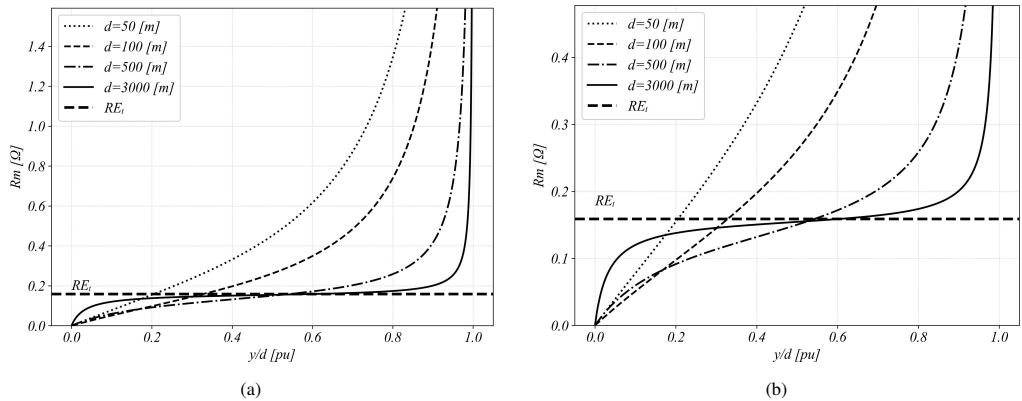 d=50 [m]
d=100 [m]
d=500 [m]
d=3000 [m]
REₜ
REₜ
Rm [Ω]
1.4
1.2
1.0
0.8
0.6
0.4
0.2
0.0
0.0 0.2 0.4 0.6 0.8 1.0
y/d [pu]
(a)
d=50 [m]
d=100 [m]
d=500 [m]
d=3000 [m]
REₜ
REₜ
Rm [Ω]
0.4
0.3
0.2
0.1
0.0
0.0 0.2 0.4 0.6 0.8 1.0
y/d [pu]
(b)